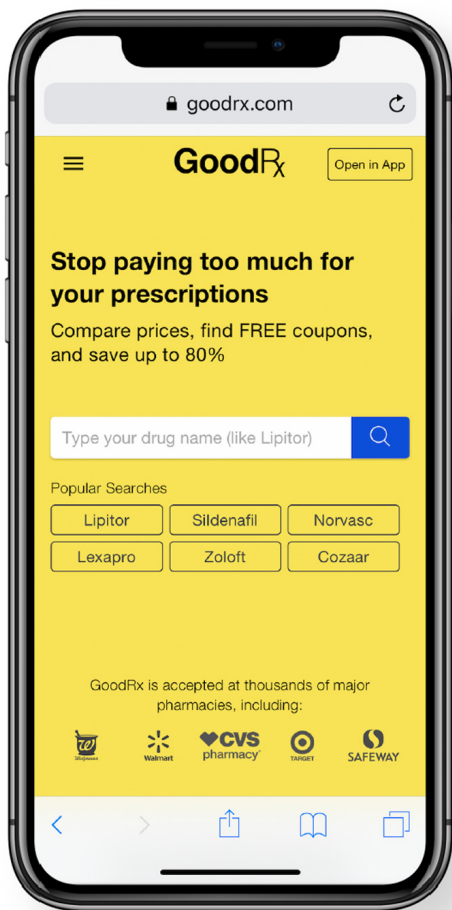 goodrx.com
GoodRx
Open in App
Stop paying too much for
your prescriptions
Compare prices, find FREE coupons,
and save up to 80%
Type your drug name (like Lipitor)
Popular Searches
Lipitor
Sildenafil
Norvasc
Lexapro
Zoloft
Cozaar
GoodRx is accepted at thousands of major
pharmacies, including:
Walgreens
Walmart
CVS
pharmacy
TARGET
SAFEWAY